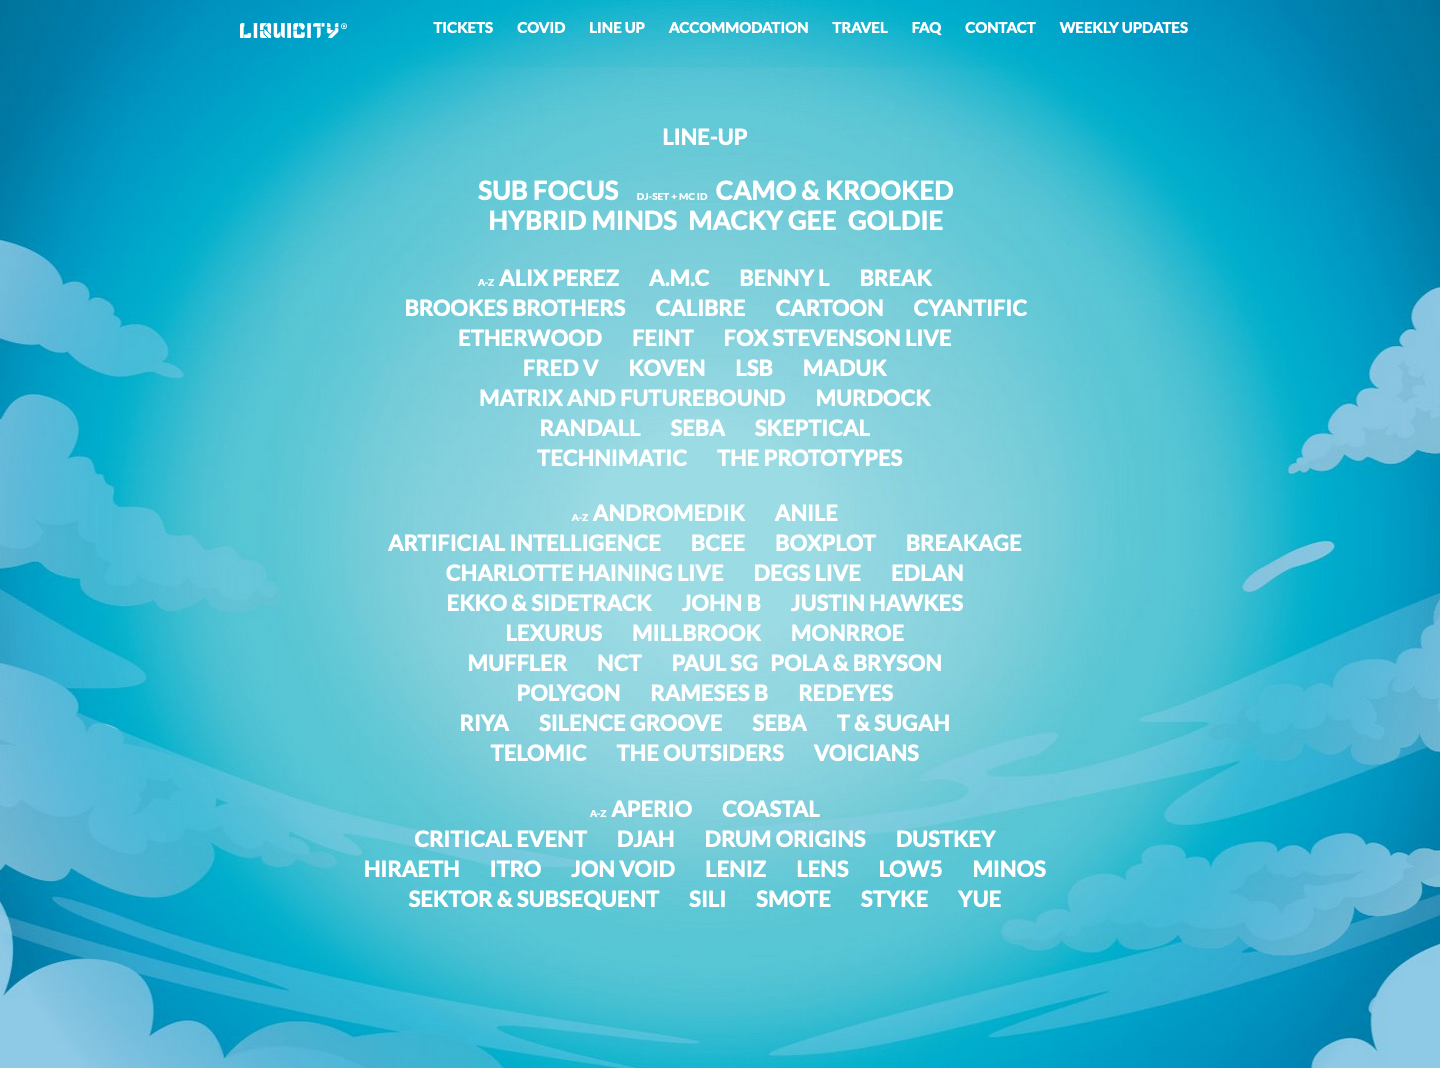 LIQUICITY® TICKETS COVID LINE UP ACCOMMODATION TRAVEL FAQ CONTACT WEEKLY UPDATES
LINE-UP
SUB FOCUS DJ-SET + MC ID CAMO & KROOKED
HYBRID MINDS MACKY GEE GOLDIE
A-Z ALIX PEREZ A.M.C BENNY L BREAK
BROOKES BROTHERS CALIBRE CARTOON CYANTIFIC
ETHERWOOD FEINT FOX STEVENSON LIVE
FRED V KOVEN LSB MADUK
MATRIX AND FUTUREBOUND MURDOCK
RANDALL SEBA SKEPTICAL
TECHNIMATIC THE PROTOTYPES
A-Z ANDROMEDIK ANILE
ARTIFICIAL INTELLIGENCE BCEE BOXPLOT BREAKAGE
CHARLOTTE HAINING LIVE DEGS LIVE EDLAN
EKKO & SIDETRACK JOHN B JUSTIN HAWKES
LEXURUS MILLBROOK MONRROE
MUFFLER NCT PAUL SG POLA & BRYSON
POLYGON RAMESES B REDEYES
RIYA SILENCE GROOVE SEBA T & SUGAH
TELOMIC THE OUTSIDERS VOICIANS
A-Z APERIO COASTAL
CRITICAL EVENT DJAH DRUM ORIGINS DUSTKEY
HIRAETH ITRO JON VOID LENIZ LENS LOW5 MINOS
SEKTOR & SUBSEQUENT SILI SMOTE STYKE YUE